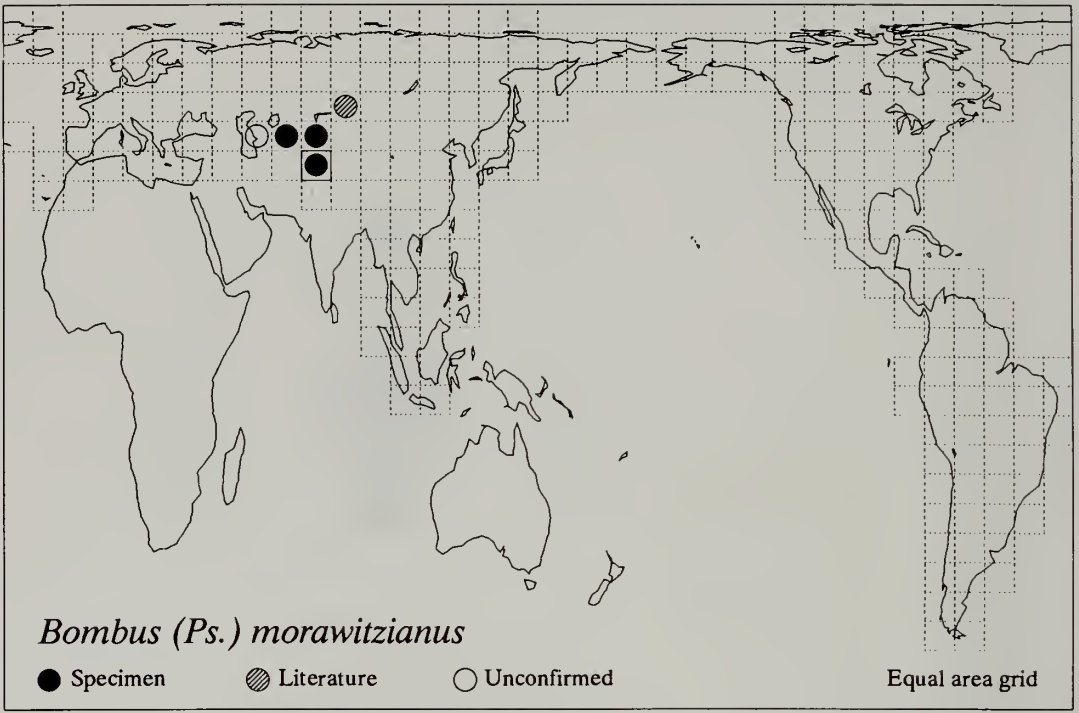 Bombus (Ps.) morawitzianus
Specimen Literature Unconfirmed Equal area grid